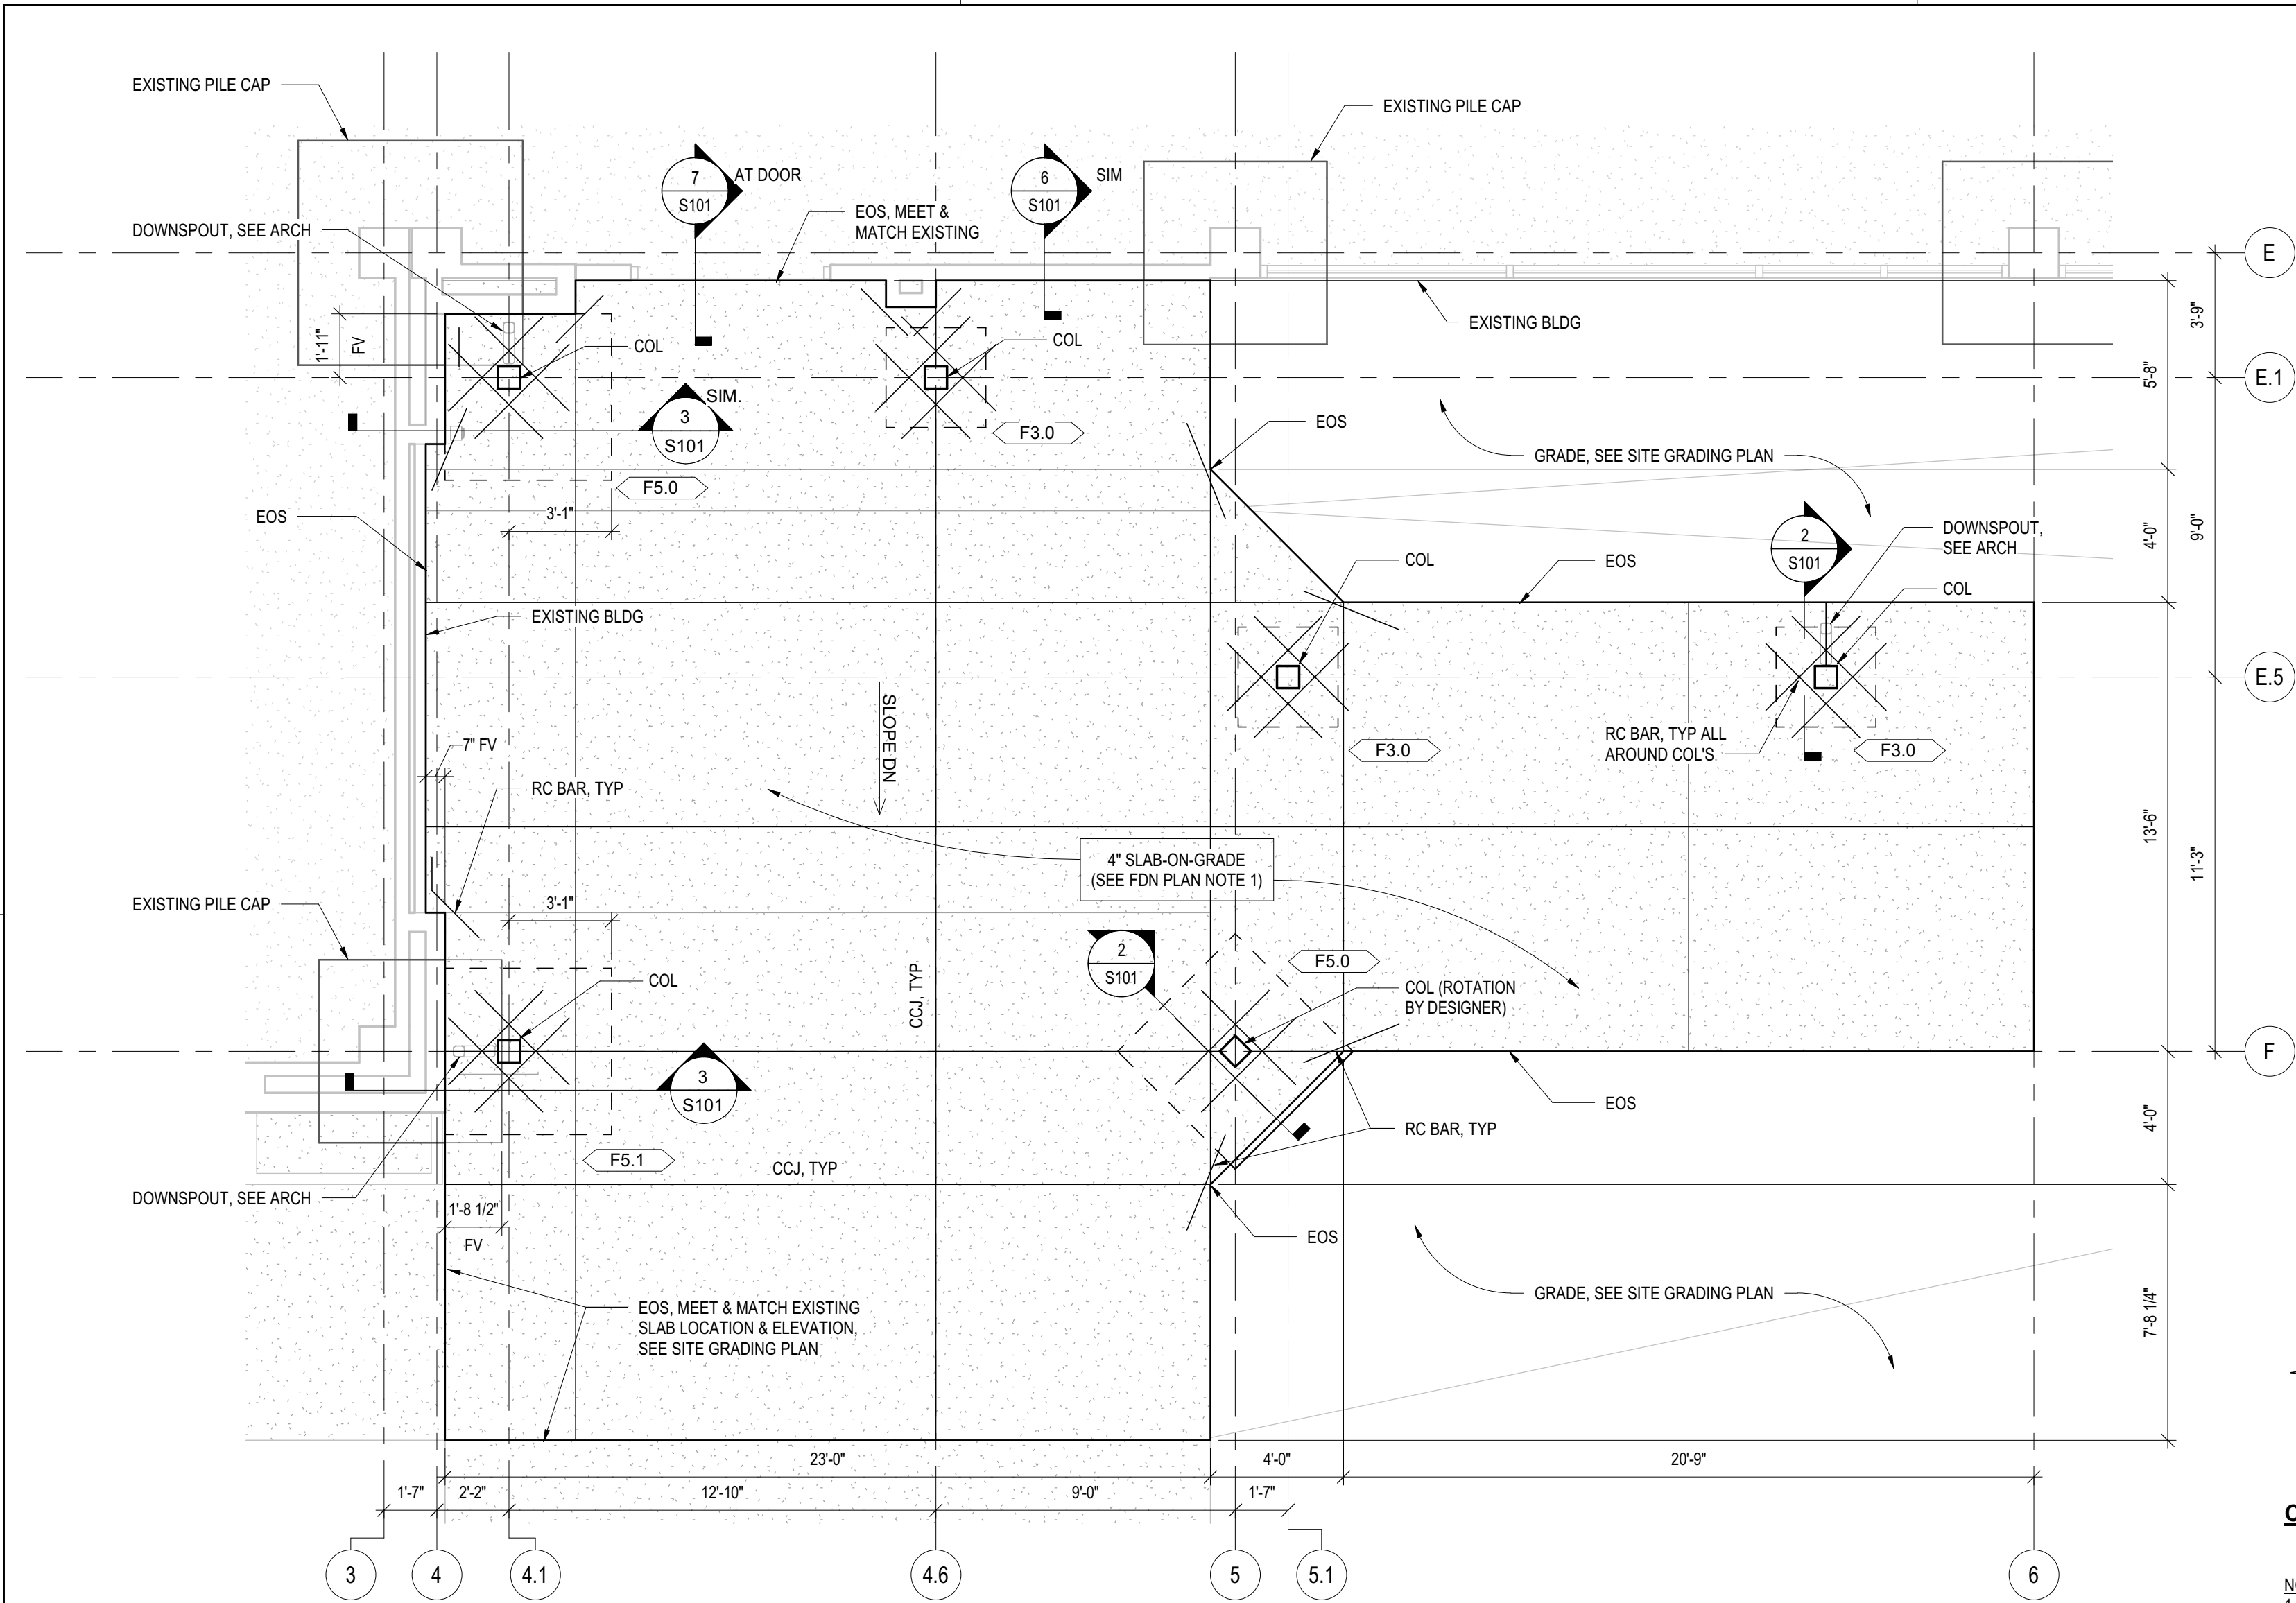 EXISTING PILE CAP
EXISTING PILE CAP
7
S101
AT DOOR
6
S101
SIM
DOWNSPOUT, SEE ARCH
EOS, MEET &
MATCH EXISTING
E
3'-9"
EXISTING BLDG
1'-11"
FV
COL
COL
5'-8"
E.1
SIM.
3
S101
F3.0
EOS
GRADE, SEE SITE GRADING PLAN
F5.0
3'-1"
EOS
2
S101
DOWNSPOUT,
SEE ARCH
4'-0"
9'-0"
COL
EOS
COL
EXISTING BLDG
E.5
SLOPE DN
7" FV
F3.0
RC BAR, TYP ALL
AROUND COL'S
F3.0
RC BAR, TYP
13'-6"
11'-3"
4" SLAB-ON-GRADE
(SEE FDN PLAN NOTE 1)
EXISTING PILE CAP
3'-1"
2
S101
F5.0
COL
CCJ, TYP
COL (ROTATION
BY DESIGNER)
F
3
S101
EOS
4'-0"
RC BAR, TYP
F5.1
CCJ, TYP
DOWNSPOUT, SEE ARCH
1'-8 1/2"
FV
EOS
GRADE, SEE SITE GRADING PLAN
7'-8 1/4"
EOS, MEET & MATCH EXISTING
SLAB LOCATION & ELEVATION,
SEE SITE GRADING PLAN
23'-0"
4'-0"
20'-9"
1'-7"
2'-2"
12'-10"
9'-0"
1'-7"
3
4
4.1
4.6
5
5.1
6